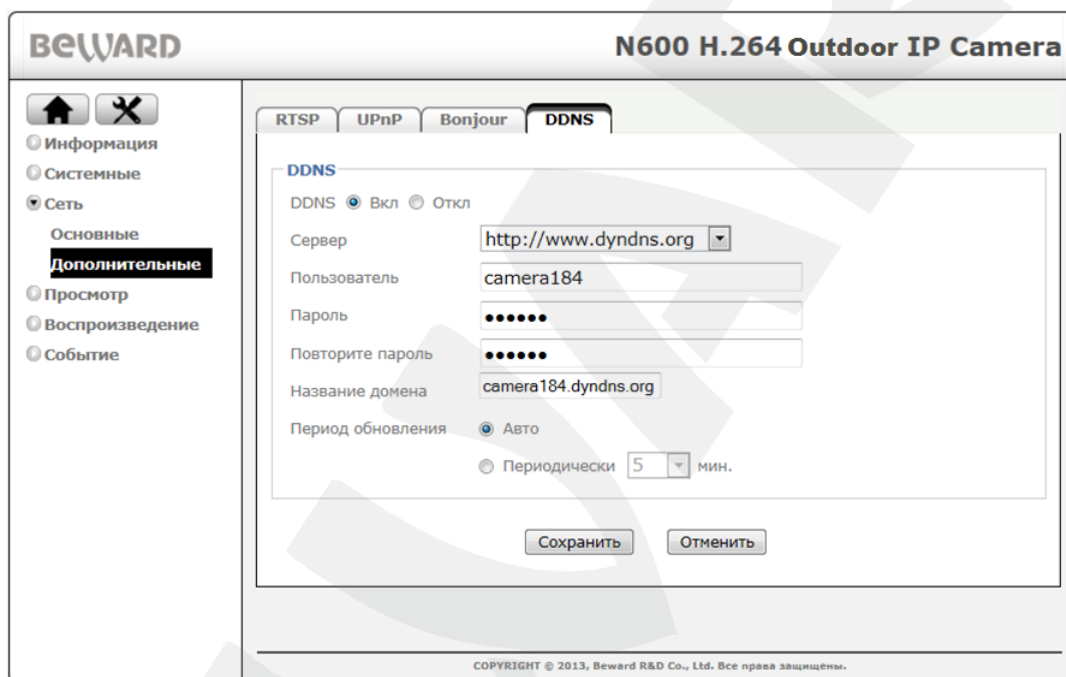 BEWARD
N600 H.264 Outdoor IP Camera
Информация
Системные
Сеть
Основные
Дополнительные
Просмотр
Воспроизведение
Событие
RTSP UPnP Bonjour DDNS
DDNS
DDNS Вкл Откл
Сервер http://www.dyndns.org
Пользователь camera184
Пароль ●●●●●●
Повторите пароль ●●●●●●
Название домена camera184.dyndns.org
Период обновления Авто
Периодически 5 мин.
Сохранить Отменить
COPYRIGHT © 2013, Beward R&D Co., Ltd. Все права защищены.